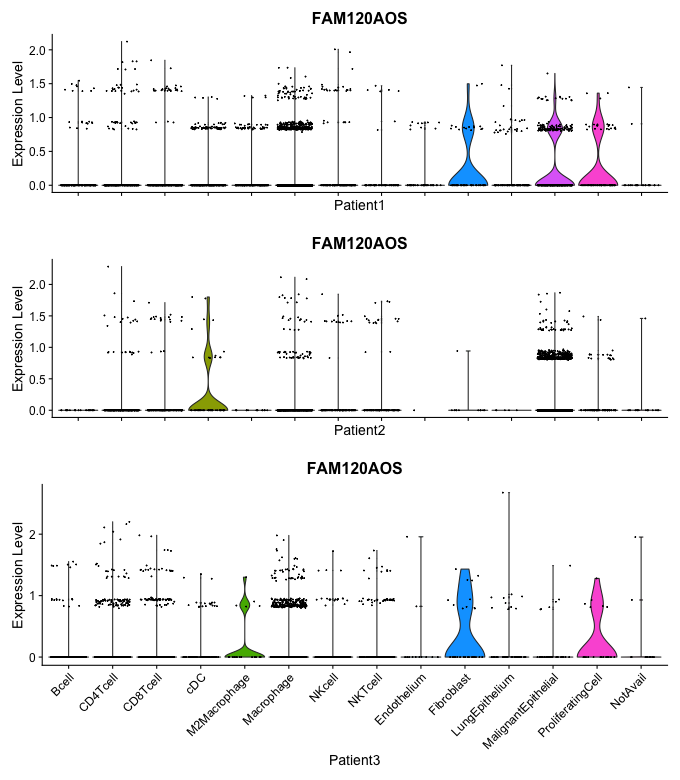 FAM120AOS
Expression Level
2.0
1.5
1.0
0.5
0.0
Patient1
FAM120AOS
Expression Level
2.0
1.5
1.0
0.5
0.0
Patient2
FAM120AOS
Expression Level
2
1
0
Bcell
CD4Tcell
CD8Tcell
cDC
M2Macrophage
Macrophage
NKcell
NKTcell
Endothelium
Fibroblast
LungEpithelium
MalignantEpithelial
ProliferatingCell
NotAvail
Patient3